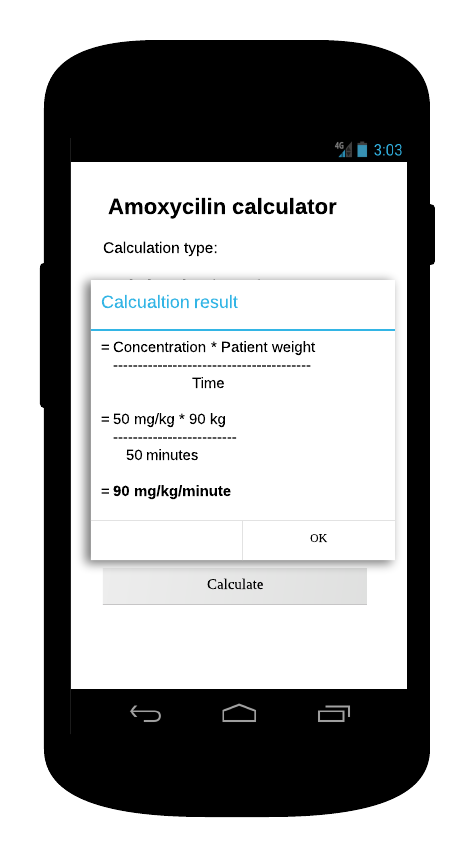 4G 3:03
Amoxycilin calculator
Calculation type:
Calcualtion result
= Concentration * Patient weight
----------------------------------------
Time
= 50 mg/kg * 90 kg
-------------------------
50 minutes
= 90 mg/kg/minute
OK
Calculate